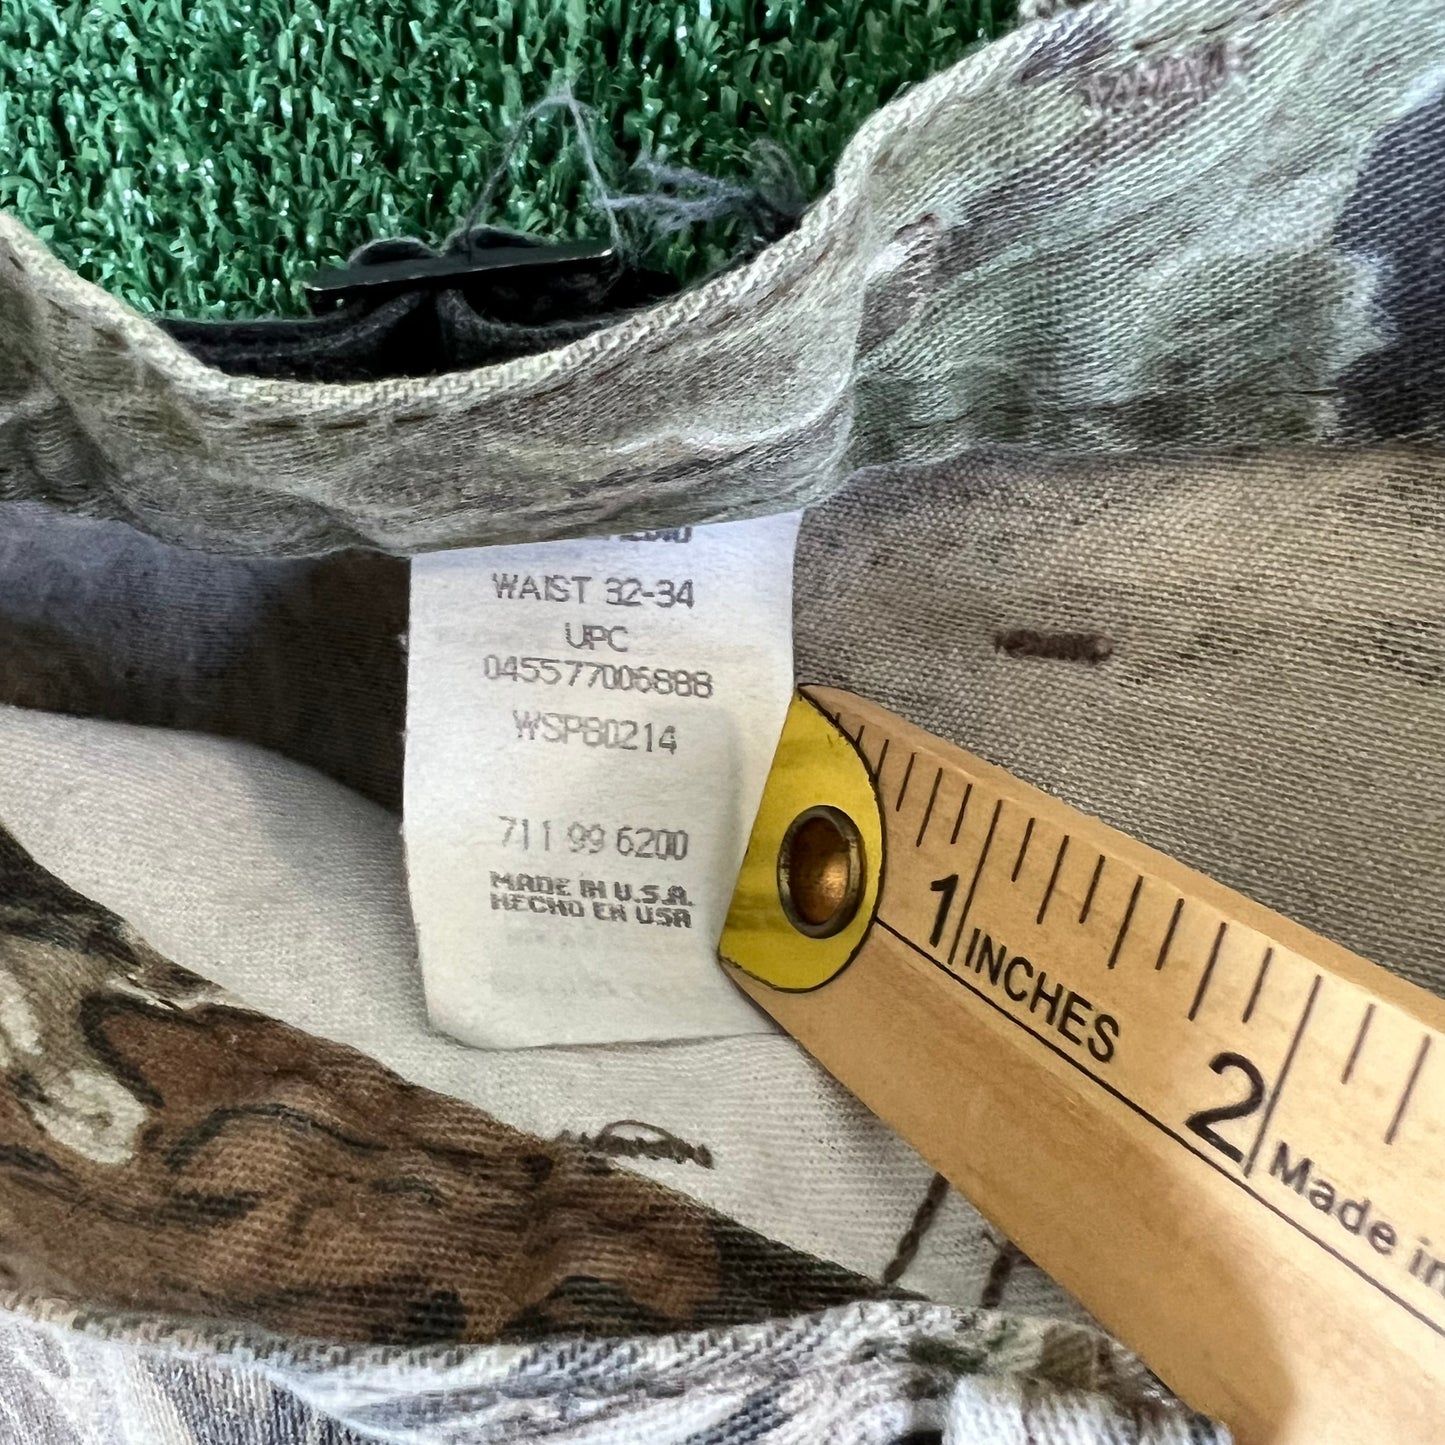 WAIST 32-34
UPC
045577006888
WSP80214
711 99 6200
MADE IN U.S.A.
HECHO EN USA
1
INCHES
2
Made in